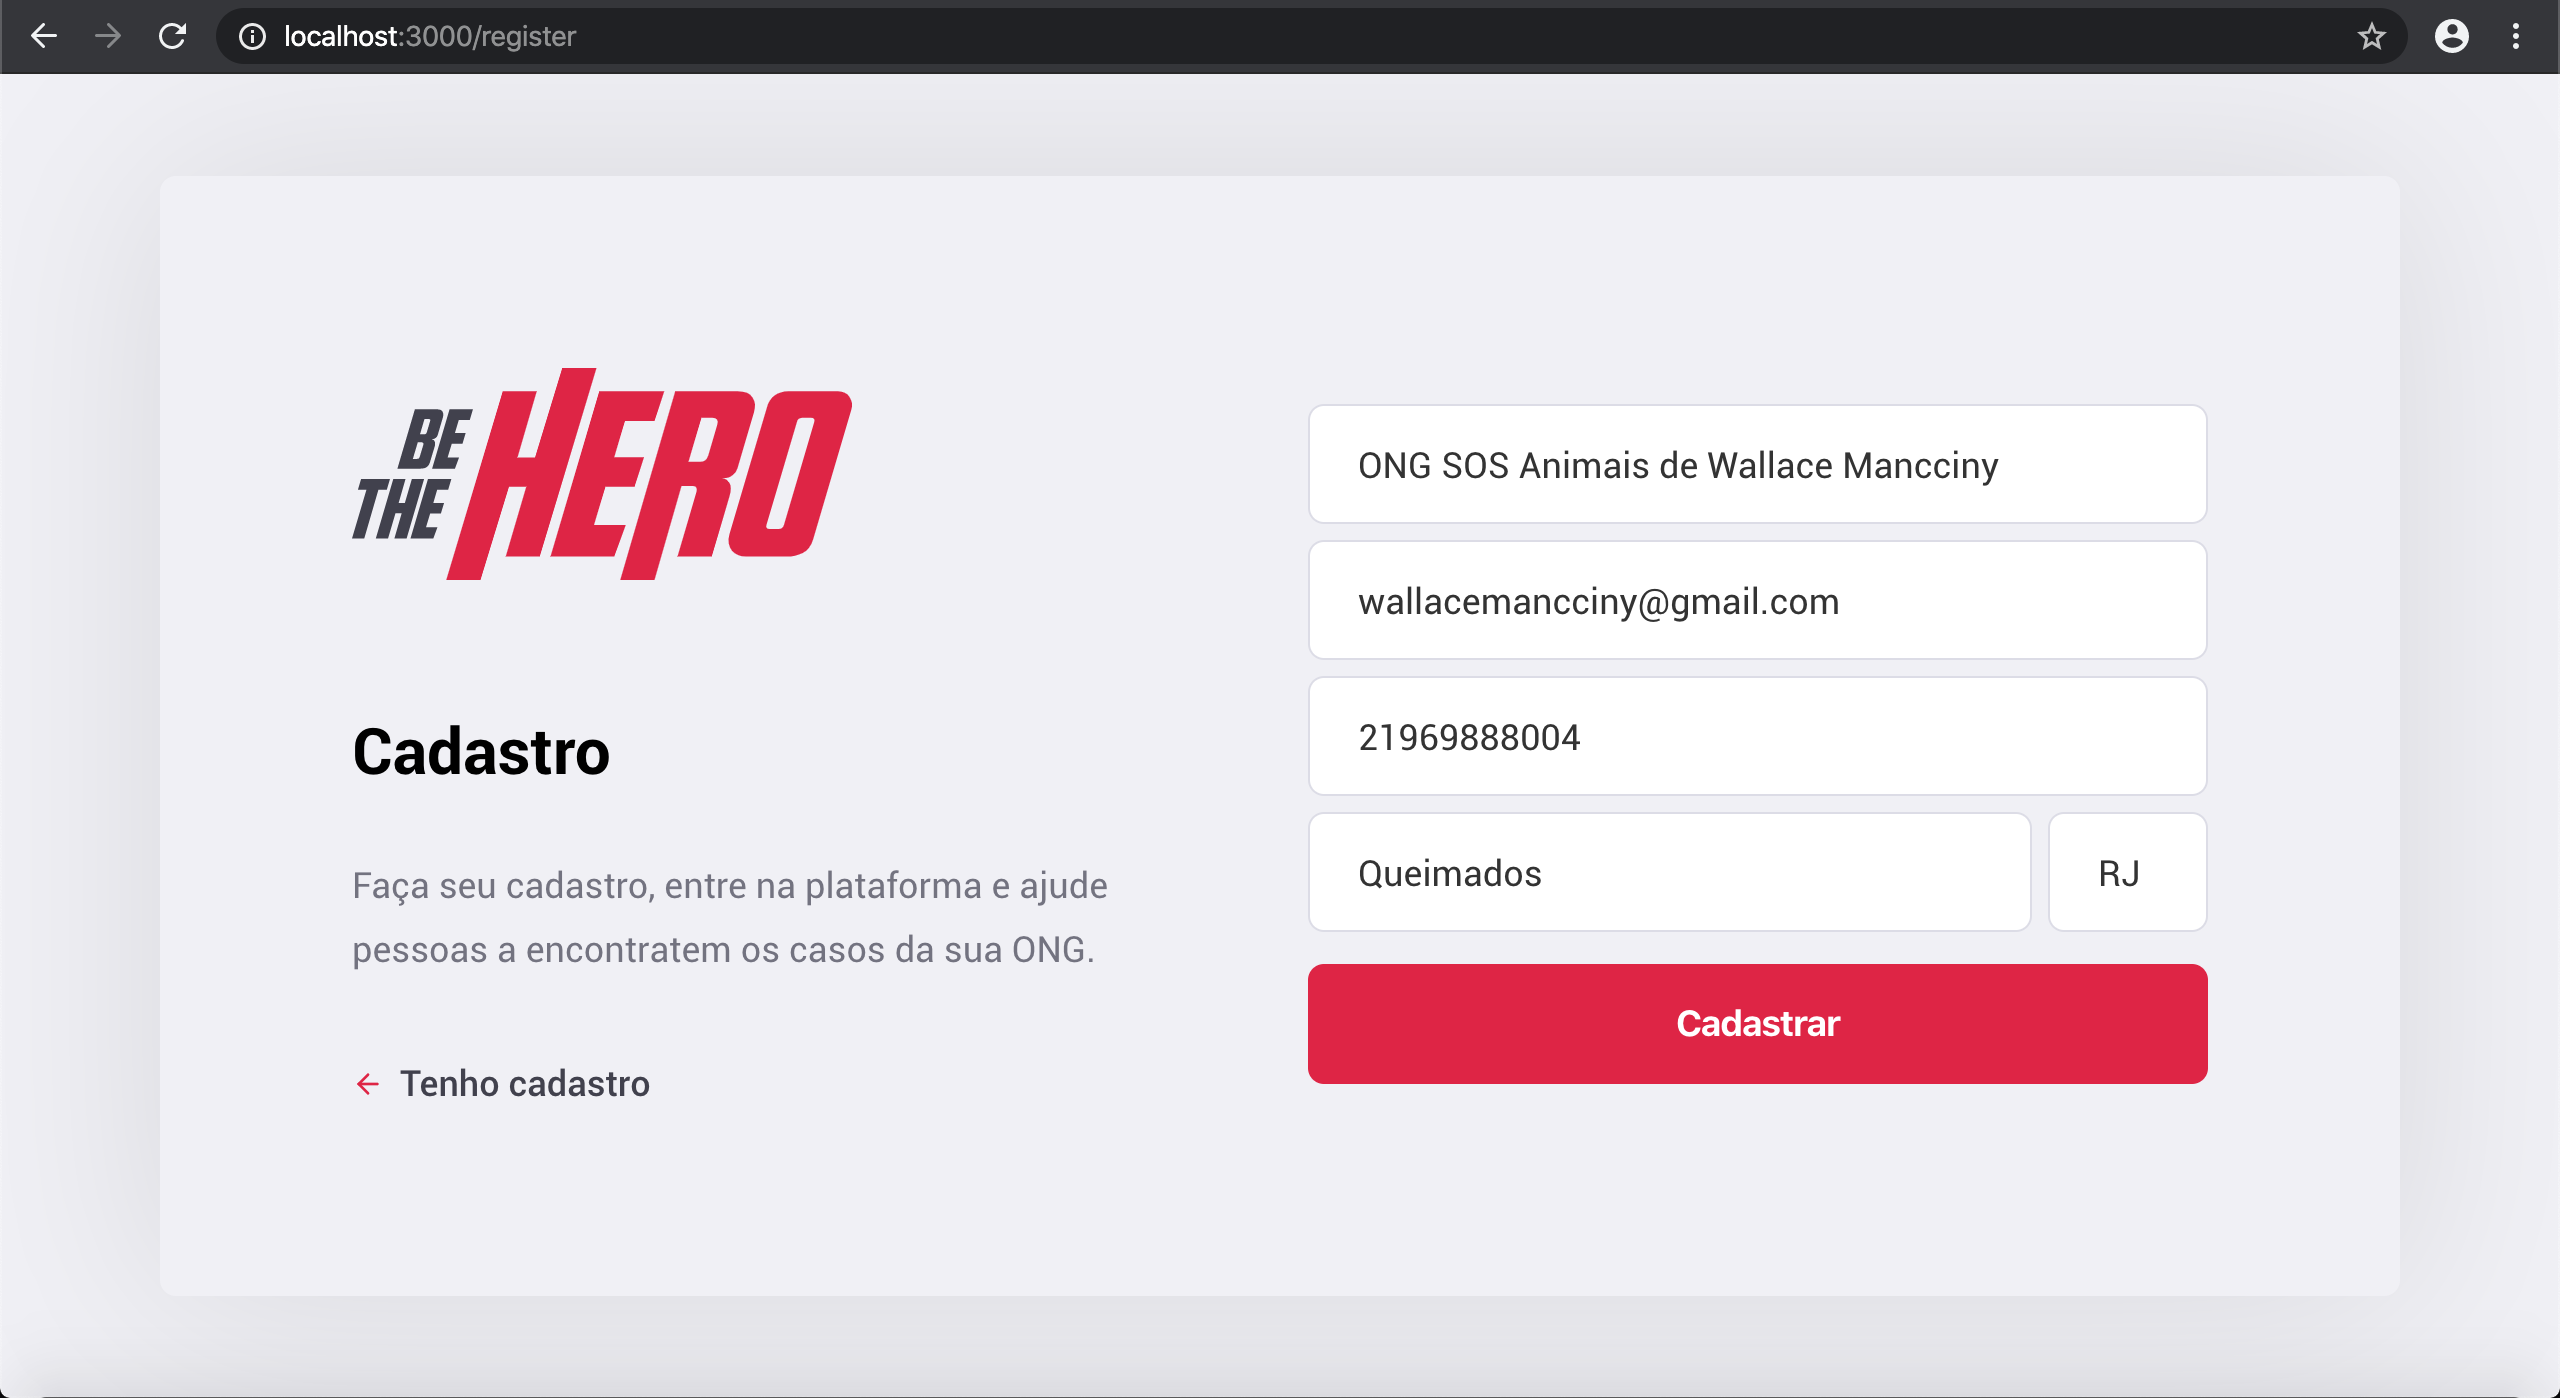 localhost:3000/register
BE
THE
HERO
Cadastro
Faça seu cadastro, entre na plataforma e ajude
pessoas a encontratem os casos da sua ONG.
Tenho cadastro
ONG SOS Animais de Wallace Mancciny
wallacemancciny@gmail.com
21969888004
Queimados
RJ
Cadastrar